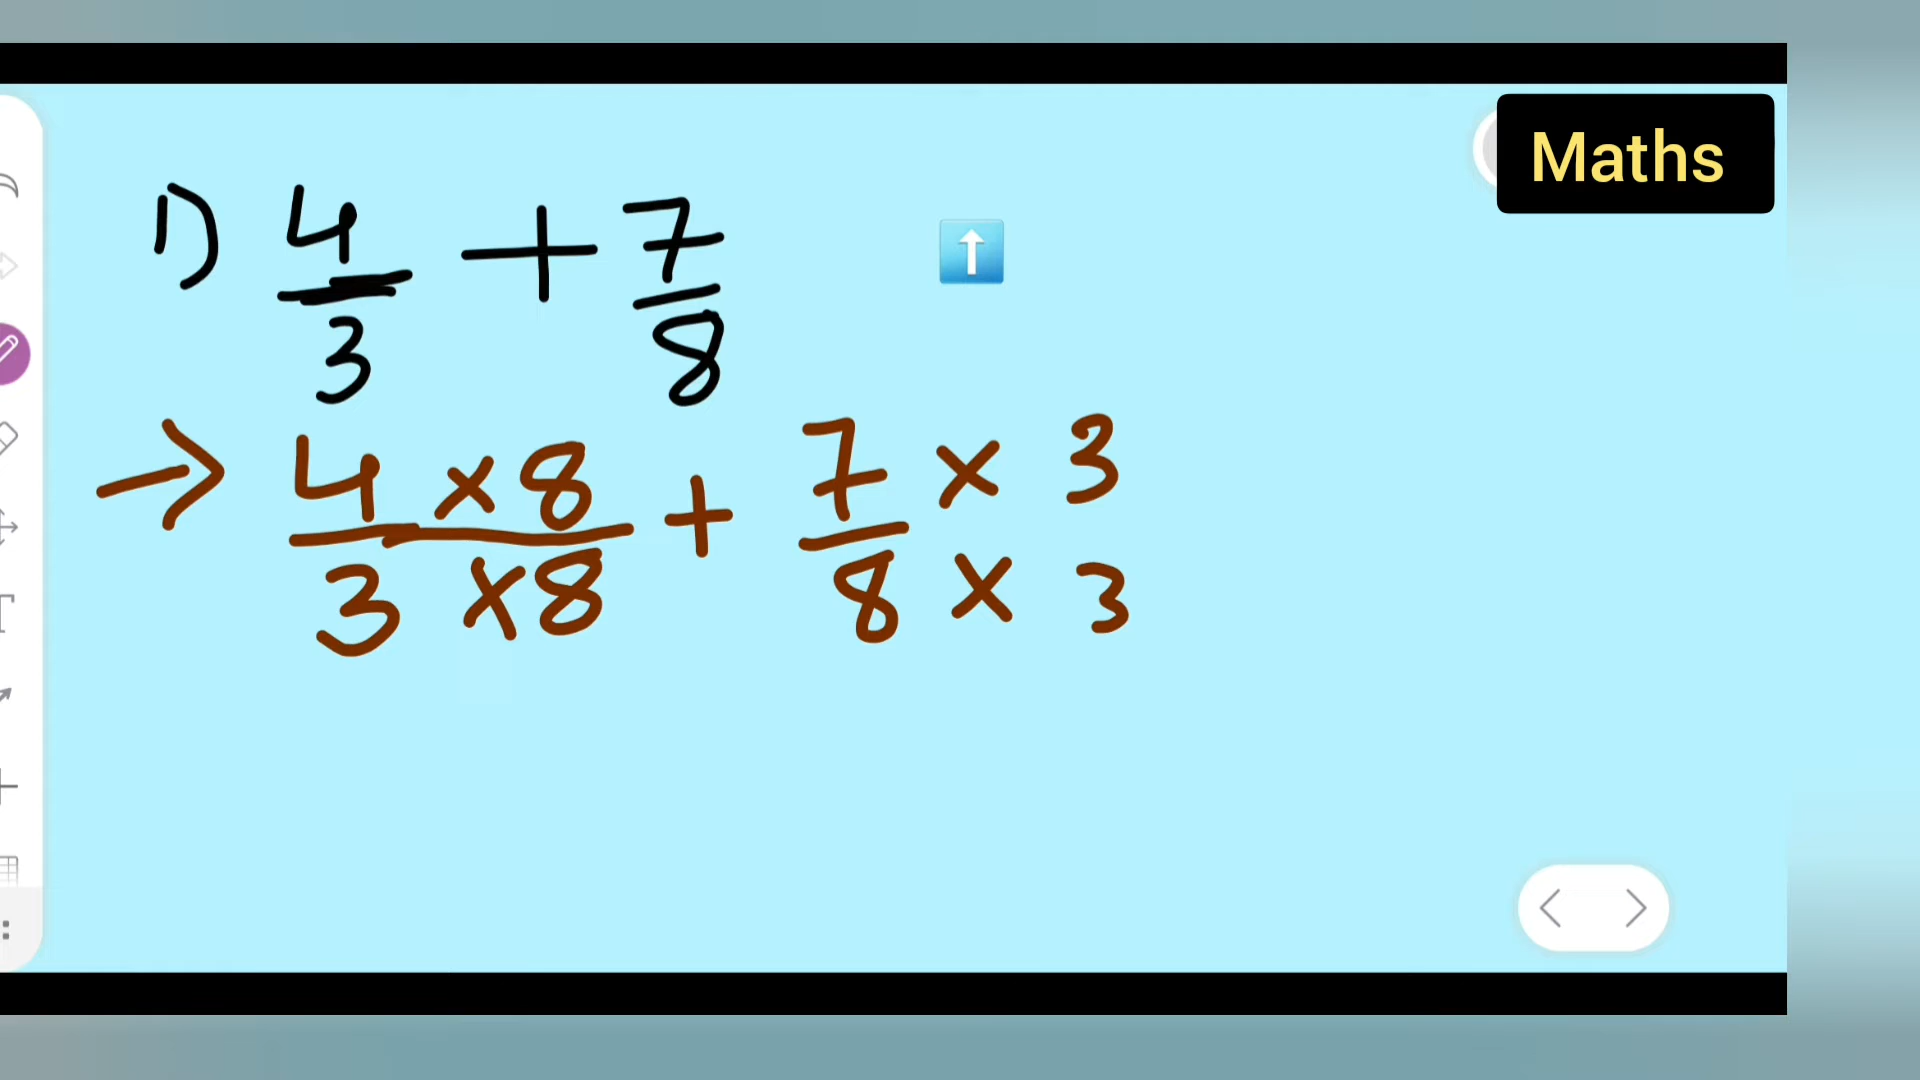 Maths
1) 4/3 + 7/8
→ 4×8/3×8 + 7×3/8×3